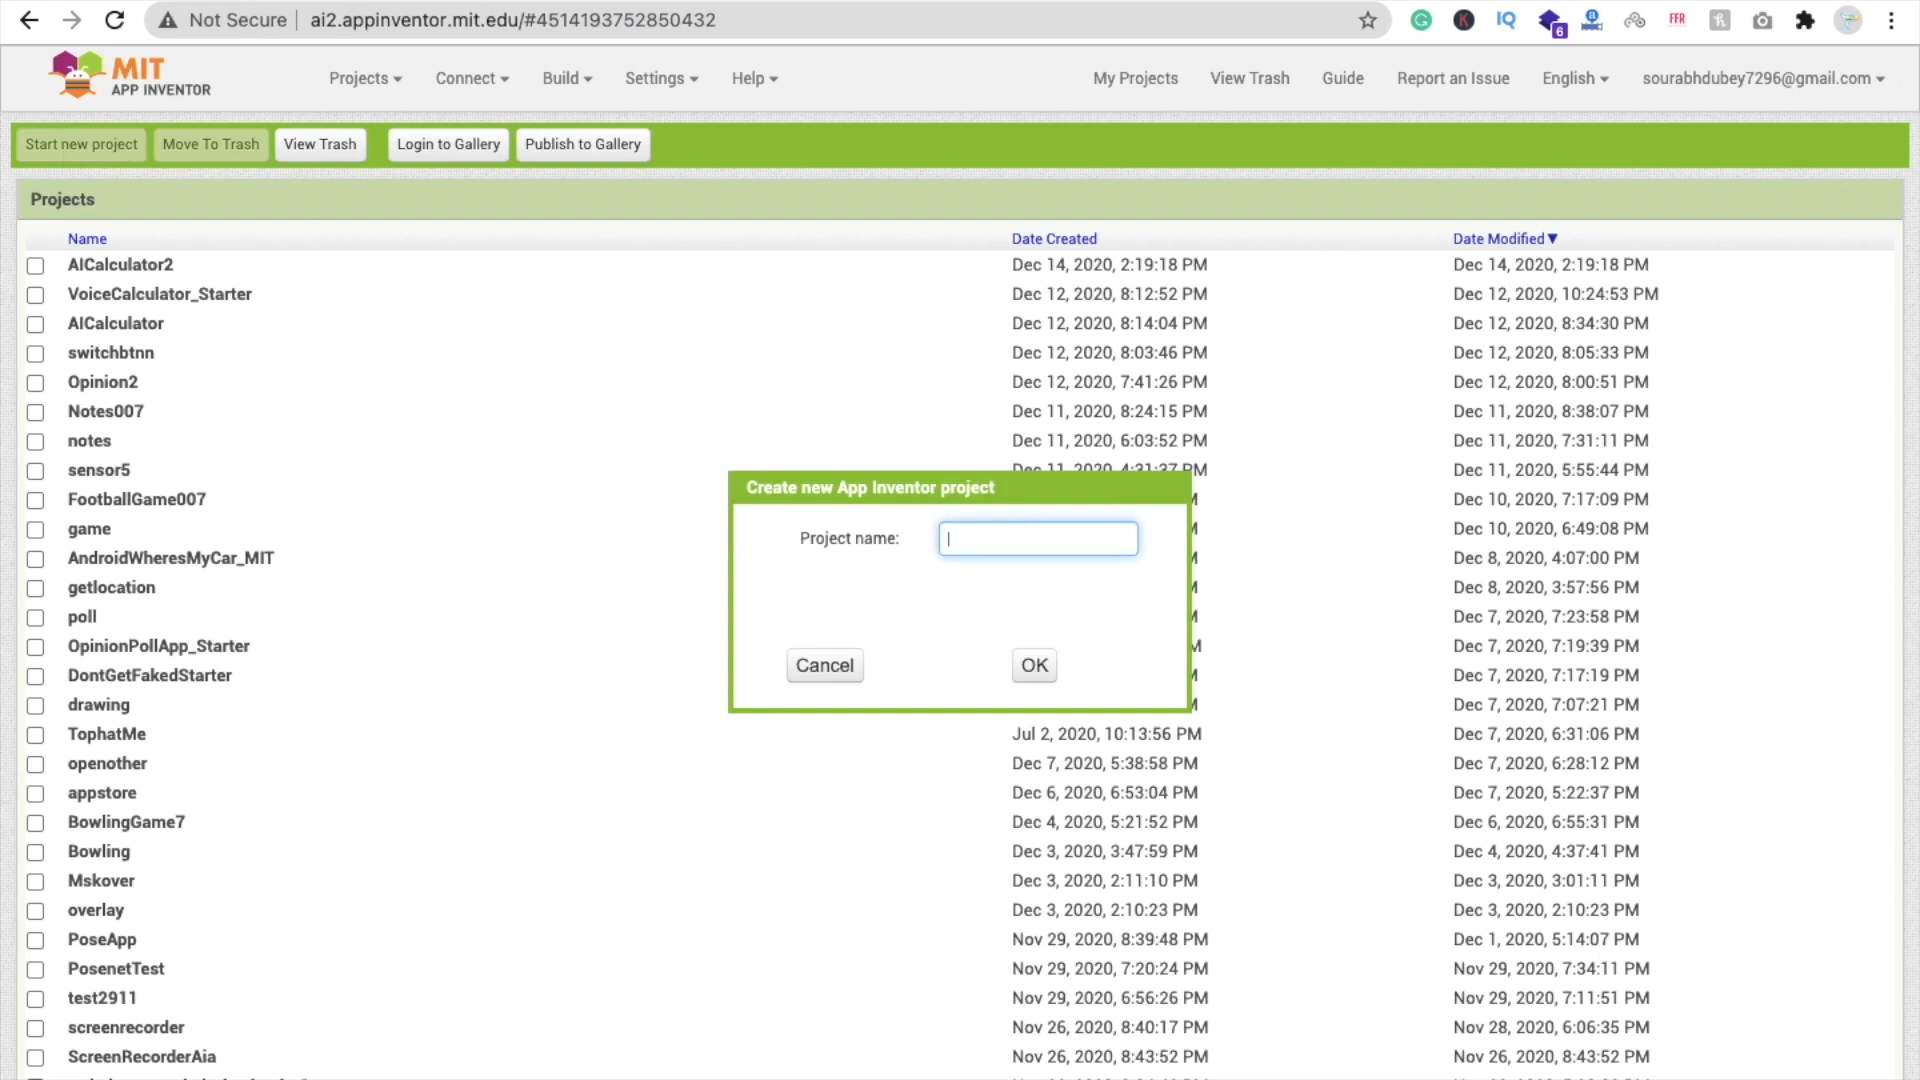 Not Secure ai2.appinventor.mit.edu/#4514193752850432 IQ 6 a FFR
MIT APP INVENTOR Projects Connect Build Settings Help My Projects View Trash Guide Report an Issue English sourabhdubey7296@gmail.com
Start new project Move To Trash View Trash Login to Gallery Publish to Gallery
Projects
Name Date Created Date Modified
AICalculator2 Dec 14, 2020, 2:19:18 PM Dec 14, 2020, 2:19:18 PM
VoiceCalculator_Starter Dec 12, 2020, 8:12:52 PM Dec 12, 2020, 10:24:53 PM
AICalculator Dec 12, 2020, 8:14:04 PM Dec 12, 2020, 8:34:30 PM
switchbtnn Dec 12, 2020, 8:03:46 PM Dec 12, 2020, 8:05:33 PM
Opinion2 Dec 12, 2020, 7:41:26 PM Dec 12, 2020, 8:00:51 PM
Notes007 Dec 11, 2020, 8:24:15 PM Dec 11, 2020, 8:38:07 PM
notes Dec 11, 2020, 6:03:52 PM Dec 11, 2020, 7:31:11 PM
sensor5 Dec 11, 2020, 4:31:37 PM Dec 11, 2020, 5:55:44 PM
FootballGame007 Dec 10, 2020, 7:17:09 PM
game Dec 10, 2020, 6:49:08 PM
AndroidWheresMyCar_MIT Dec 8, 2020, 4:07:00 PM
getlocation Dec 8, 2020, 3:57:56 PM
poll Dec 7, 2020, 7:23:58 PM
OpinionPollApp_Starter Dec 7, 2020, 7:19:39 PM
DontGetFakedStarter Dec 7, 2020, 7:17:19 PM
drawing Dec 7, 2020, 7:07:21 PM
Create new App Inventor project
Project name:
Cancel OK
TophatMe Jul 2, 2020, 10:13:56 PM Dec 7, 2020, 6:31:06 PM
openother Dec 7, 2020, 5:38:58 PM Dec 7, 2020, 6:28:12 PM
appstore Dec 6, 2020, 6:53:04 PM Dec 7, 2020, 5:22:37 PM
BowlingGame7 Dec 4, 2020, 5:21:52 PM Dec 6, 2020, 6:55:31 PM
Bowling Dec 3, 2020, 3:47:59 PM Dec 4, 2020, 4:37:41 PM
Mskover Dec 3, 2020, 2:11:10 PM Dec 3, 2020, 3:01:11 PM
overlay Dec 3, 2020, 2:10:23 PM Dec 3, 2020, 2:10:23 PM
PoseApp Nov 29, 2020, 8:39:48 PM Dec 1, 2020, 5:14:07 PM
PosenetTest Nov 29, 2020, 7:20:24 PM Nov 29, 2020, 7:34:11 PM
test2911 Nov 29, 2020, 6:56:26 PM Nov 29, 2020, 7:11:51 PM
screenrecorder Nov 26, 2020, 8:40:17 PM Nov 28, 2020, 6:06:35 PM
ScreenRecorderAia Nov 26, 2020, 8:43:52 PM Nov 26, 2020, 8:43:52 PM